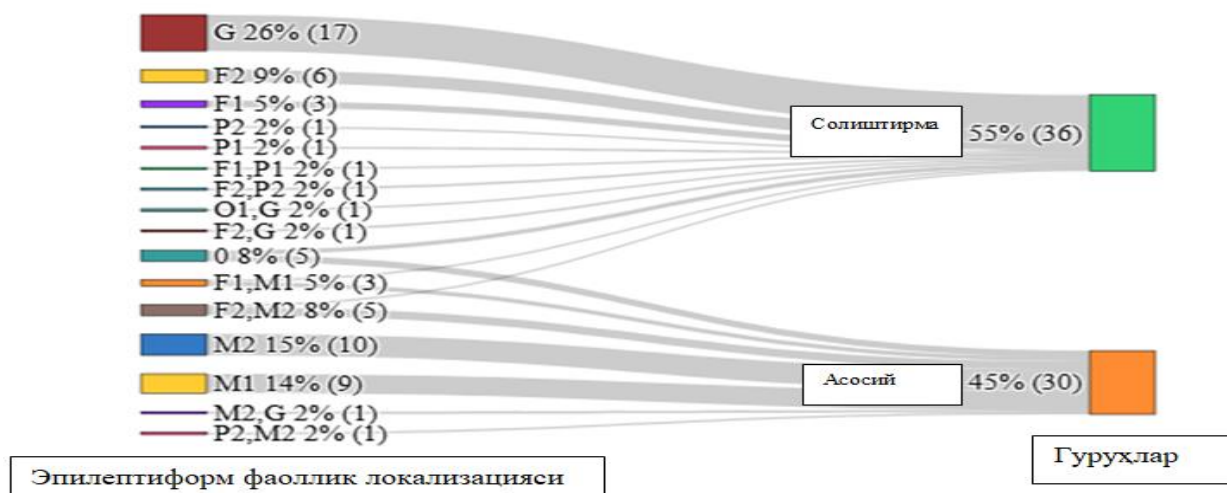 G 26% (17)
F2 9% (6)
F1 5% (3)
P2 2% (1)
P1 2% (1)
F1,P1 2% (1)
F2,P2 2% (1)
O1,G 2% (1)
F2,G 2% (1)
0 8% (5)
F1,M1 5% (3)
F2,M2 8% (5)
M2 15% (10)
M1 14% (9)
M2,G 2% (1)
P2,M2 2% (1)
Солиштирма 55% (36)
Асосий 45% (30)
Эпилептиформ фаоллик локализацияси
Гуруҳлар